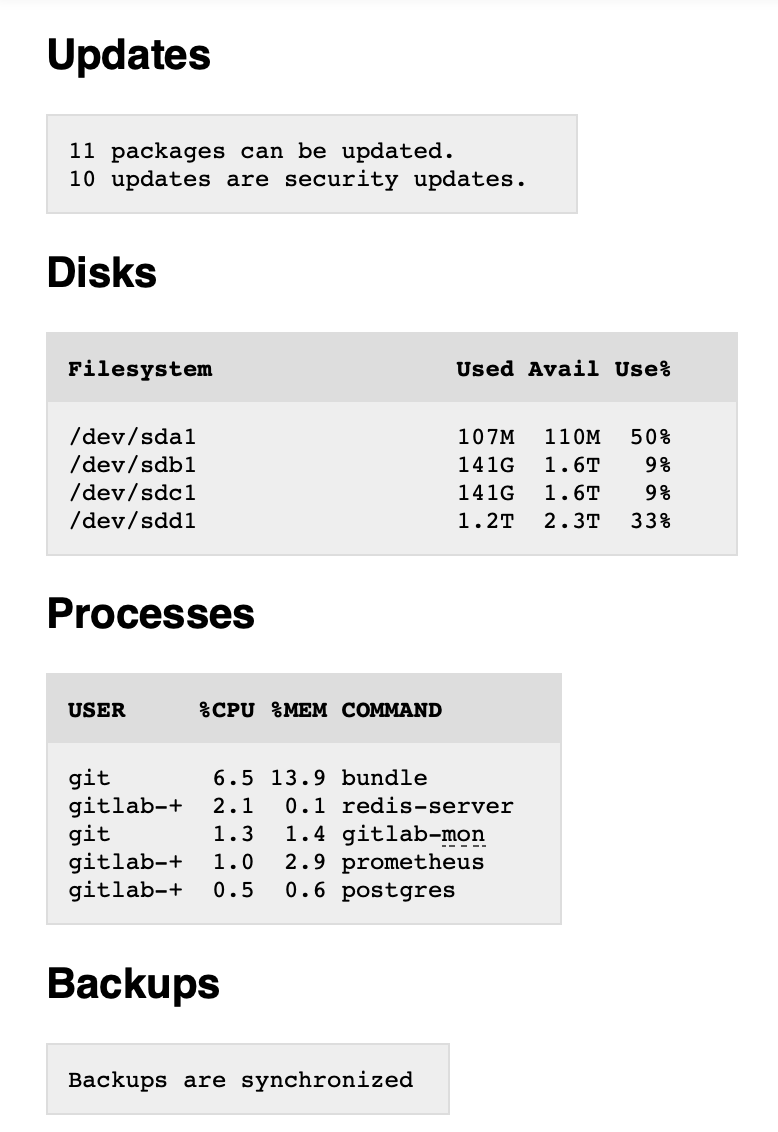 Updates
11 packages can be updated.
10 updates are security updates.
Disks
Filesystem Used Avail Use%
/dev/sda1 107M 110M 50%
/dev/sdb1 141G 1.6T 9%
/dev/sdc1 141G 1.6T 9%
/dev/sdd1 1.2T 2.3T 33%
Processes
USER %CPU %MEM COMMAND
git 6.5 13.9 bundle
gitlab-+ 2.1 0.1 redis-server
git 1.3 1.4 gitlab-mon
gitlab-+ 1.0 2.9 prometheus
gitlab-+ 0.5 0.6 postgres
Backups
Backups are synchronized